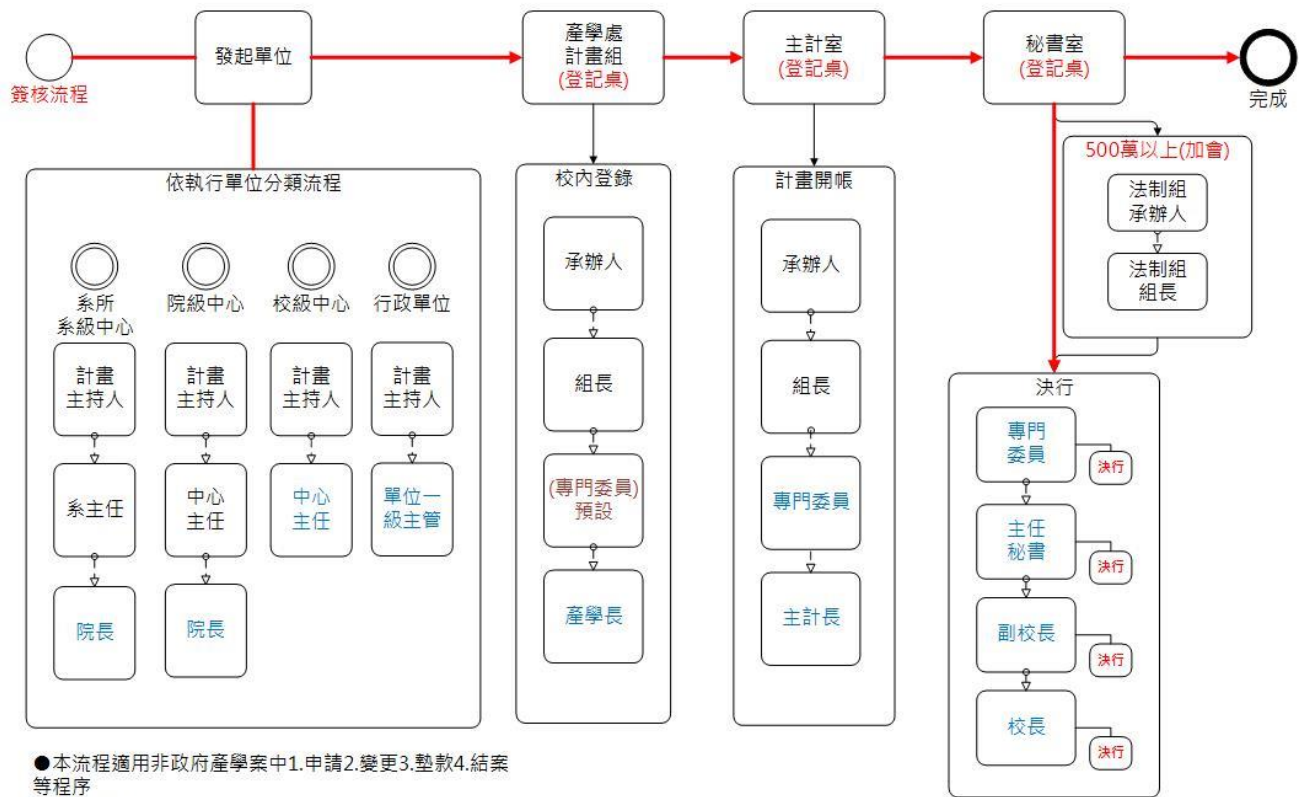 簽核流程
發起單位
產學處
計畫組
(登記桌)
主計室
(登記桌)
秘書室
(登記桌)
完成
依執行單位分類流程
系所
系級中心
計畫
主持人
系主任
院長
院級中心
計畫
主持人
中心
主任
院長
校級中心
計畫
主持人
中心
主任
行政單位
計畫
主持人
單位一
級主管
校內登錄
承辦人
組長
(專門委員)
預設
產學長
計畫開帳
承辦人
組長
專門委員
主計長
500萬以上(加會)
法制組
承辦人
法制組
組長
決行
專門
委員
決行
主任
秘書
決行
副校長
決行
校長
決行
●本流程適用非政府產學案中1.申請2.變更3.墊款4.結案
等程序